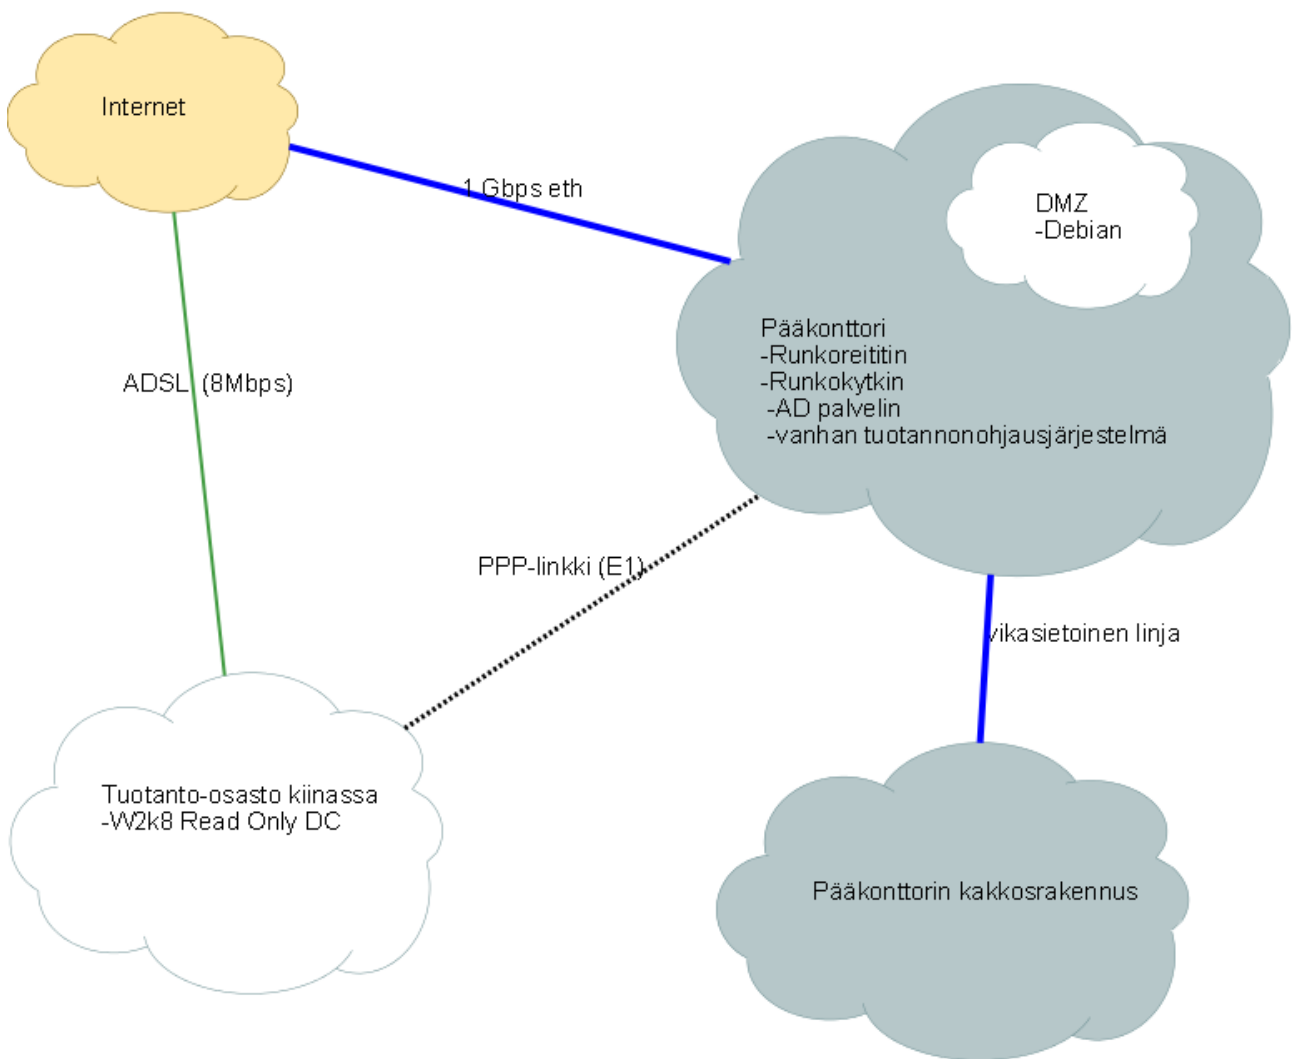 Internet
1 Gbps eth
DMZ
-Debian
Pääkonttori
-Runkoreititin
-Runkokytkin
-AD palvelin
-vanhan tuotannonohjausjärjestelmä
ADSL (8Mbps)
PPP-linkki (E1)
vikasietoinen linja
Tuotanto-osasto kiinassa
-W2k8 Read Only DC
Pääkonttorin kakkosrakennus